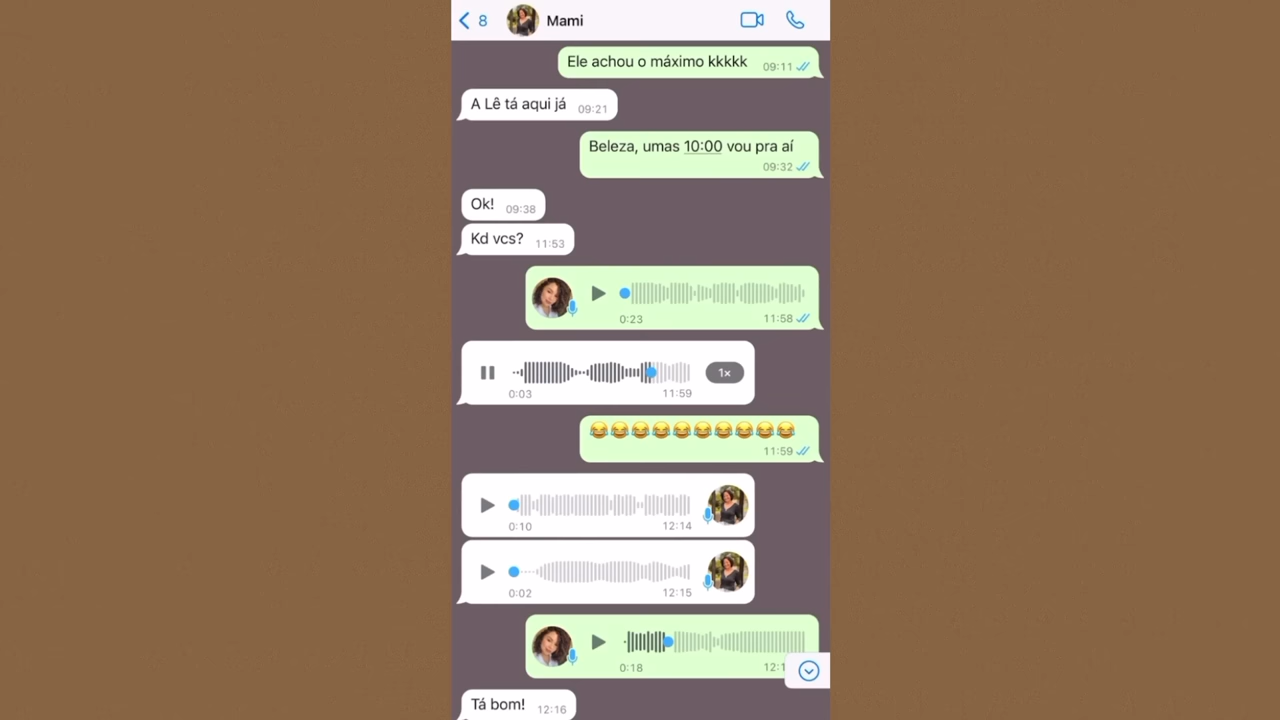 8 Mami
Ele achou o máximo kkkkk 09:11
A Lê tá aqui já 09:21
Beleza, umas 10:00 vou pra aí
09:32
Ok! 09:38
Kd vcs? 11:53
0:23 11:58
1×
0:03 11:59
😂😂😂😂😂😂😂😂😂😂
11:59
0:10 12:14
0:02 12:15
0:18
Tá bom! 12:16